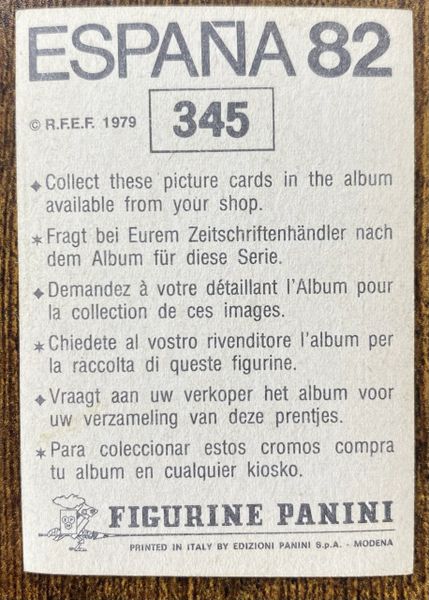 ESPAÑA 82
© R.F.E.F. 1979
345
◆ Collect these picture cards in the album
available from your shop.
✶ Fragt bei Eurem Zeitschriftenhändler nach
dem Album für diese Serie.
◆ Demandez à votre détaillant l'Album pour
la collection de ces images.
✶ Chiedete al vostro rivenditore l'album per
la raccolta di queste figurine.
◆ Vraagt aan uw verkoper het album voor
uw verzameling van deze prentjes.
✶ Para coleccionar estos cromos compra
tu album en cualquier kiosko.
FIGURINE PANINI
PRINTED IN ITALY BY EDIZIONI PANINI S.p.A. - MODENA